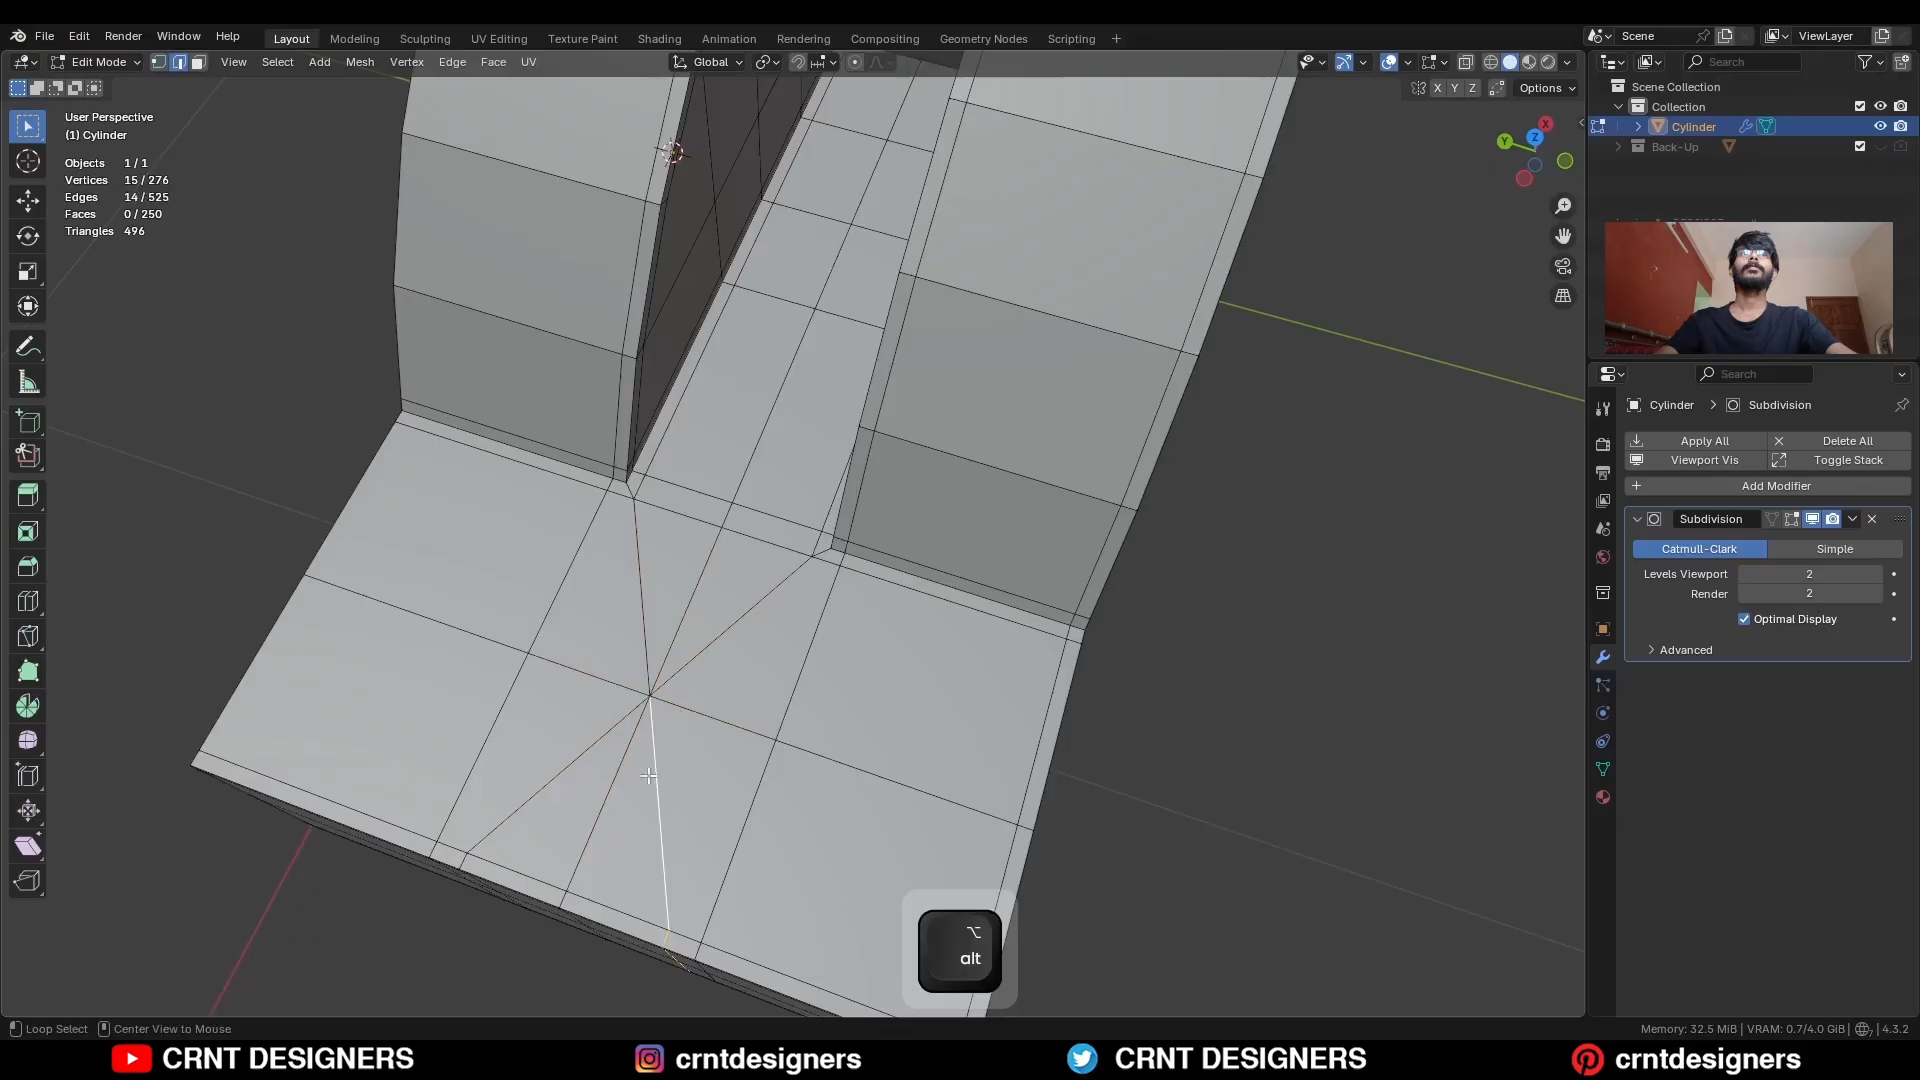 File Edit Render Window Help Layout Modeling Sculpting UV Editing Texture Paint Shading Animation Rendering Compositing Geometry Nodes Scripting + Scene ViewLayer
Edit Mode View Select Add Mesh Vertex Edge Face UV Global Search
X Y Z Options
Scene Collection
Collection
Cylinder
Back-Up
User Perspective
(1) Cylinder
Objects 1 / 1
Vertices 15 / 276
Edges 14 / 525
Faces 0 / 250
Triangles 496
X
Y
Z
Search
Cylinder > Subdivision
Apply All Delete All
Viewport Vis Toggle Stack
Add Modifier
Subdivision
Catmull-Clark Simple
Levels Viewport 2
Render 2
Optimal Display
Advanced
alt
Loop Select Center View to Mouse Memory: 32.5 MiB | VRAM: 0.7/4.0 GiB | 4.3.2
CRNT DESIGNERS crntdesigners CRNT DESIGNERS crntdesigners